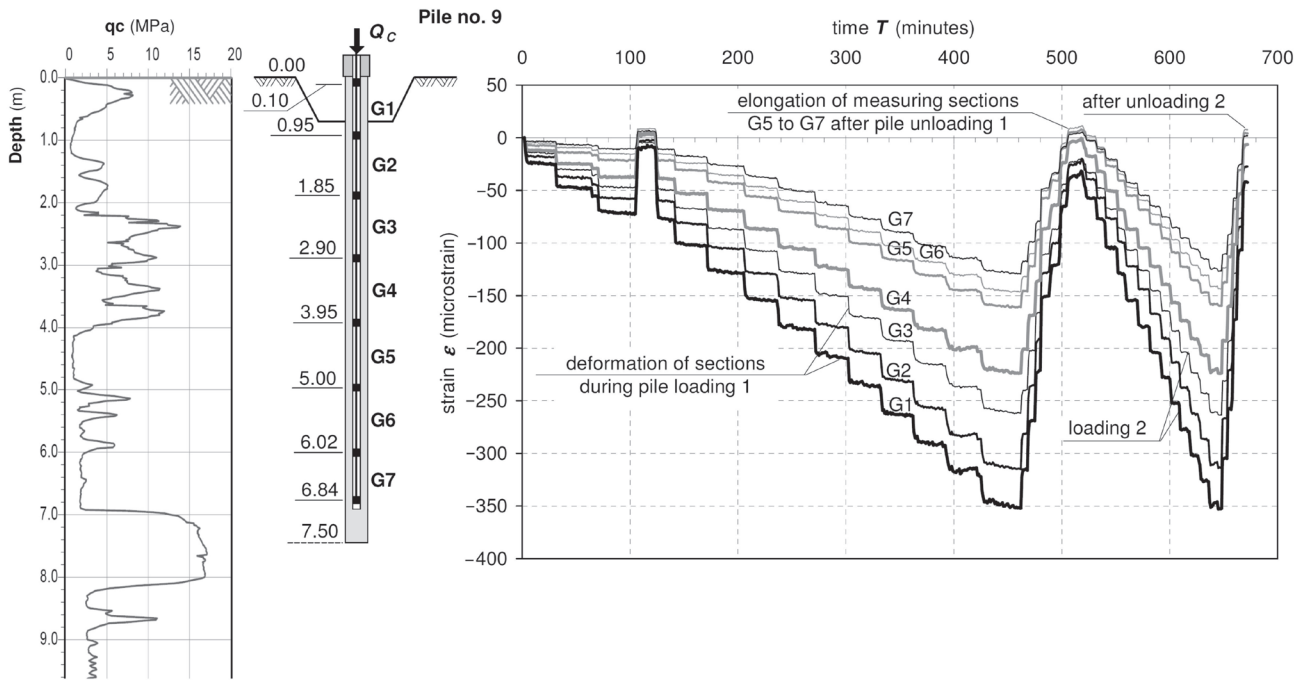 Pile no. 9
qc (MPa)
0 5 10 15 20
Depth (m)
0.0
1.0
2.0
3.0
4.0
5.0
6.0
7.0
8.0
9.0
Qc
0.00
0.10
0.95
1.85
2.90
3.95
5.00
6.02
6.84
7.50
G1
G2
G3
G4
G5
G6
G7
time T (minutes)
0 100 200 300 400 500 600 700
strain ε (microstrain)
50
0
−50
−100
−150
−200
−250
−300
−350
−400
elongation of measuring sections
G5 to G7 after pile unloading 1
after unloading 2
G7
G5 G6
G4
G3
G2
G1
deformation of sections
during pile loading 1
loading 2